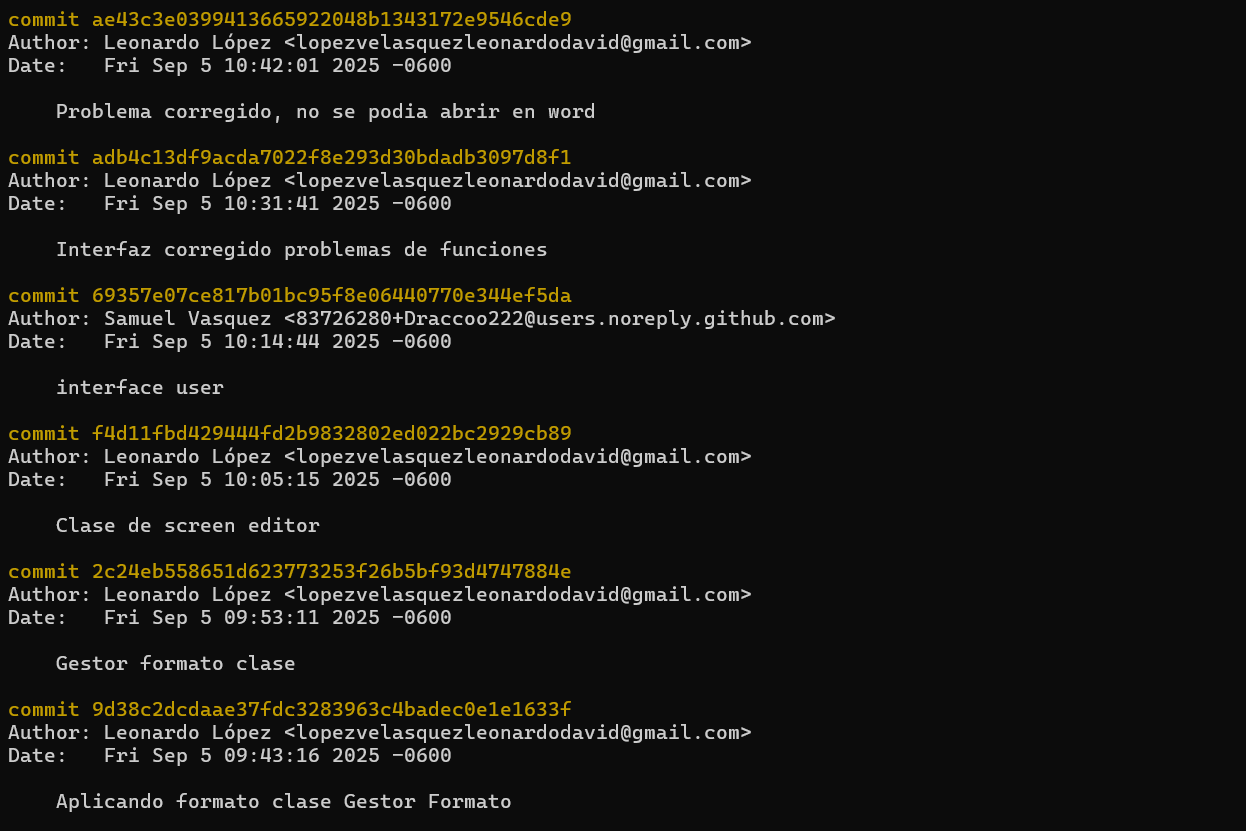 commit ae43c3e0399413665922048b1343172e9546cde9
Author: Leonardo López <lopezvelasquezleonardodavid@gmail.com>
Date:   Fri Sep 5 10:42:01 2025 -0600
Problema corregido, no se podia abrir en word
commit adb4c13df9acda7022f8e293d30bdadb3097d8f1
Author: Leonardo López <lopezvelasquezleonardodavid@gmail.com>
Date:   Fri Sep 5 10:31:41 2025 -0600
Interfaz corregido problemas de funciones
commit 69357e07ce817b01bc95f8e06440770e344ef5da
Author: Samuel Vasquez <83726280+Draccoo222@users.noreply.github.com>
Date:   Fri Sep 5 10:14:44 2025 -0600
interface user
commit f4d11fbd429444fd2b9832802ed022bc2929cb89
Author: Leonardo López <lopezvelasquezleonardodavid@gmail.com>
Date:   Fri Sep 5 10:05:15 2025 -0600
Clase de screen editor
commit 2c24eb558651d623773253f26b5bf93d4747884e
Author: Leonardo López <lopezvelasquezleonardodavid@gmail.com>
Date:   Fri Sep 5 09:53:11 2025 -0600
Gestor formato clase
commit 9d38c2dcdaae37fdc3283963c4badec0e1e1633f
Author: Leonardo López <lopezvelasquezleonardodavid@gmail.com>
Date:   Fri Sep 5 09:43:16 2025 -0600
Aplicando formato clase Gestor Formato